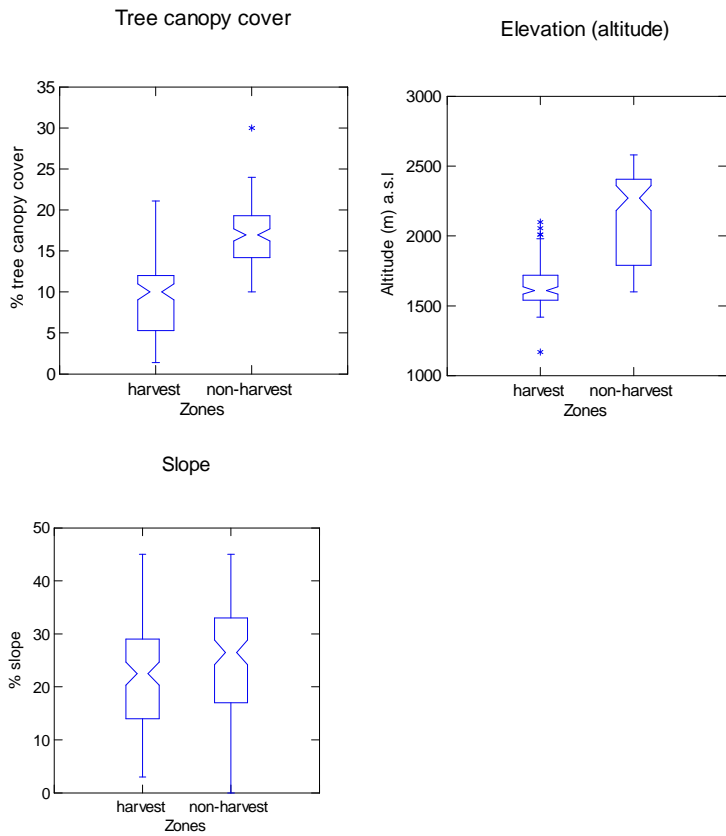 Tree canopy cover
35
30
25
20
15
10
5
0
% tree canopy cover
harvest non-harvest
Zones
Elevation (altitude)
3000
2500
2000
1500
1000
Altitude (m) a.s.l
harvest non-harvest
Zones
Slope
50
40
30
20
10
0
% slope
harvest non-harvest
Zones